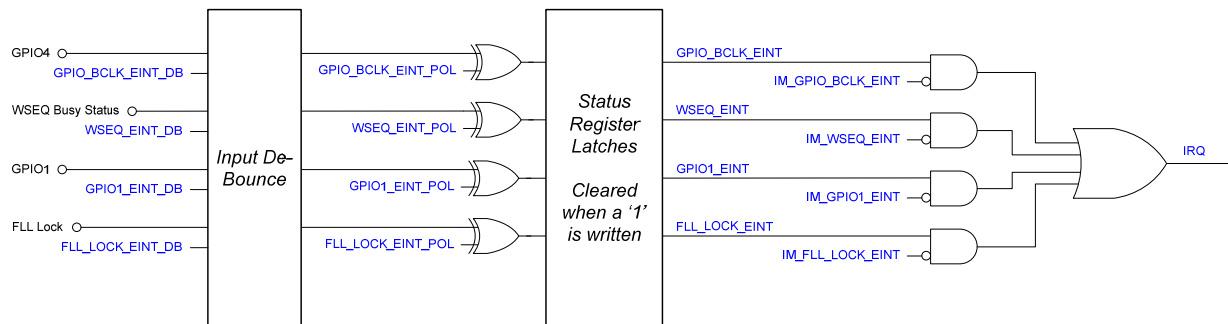 GPIO4
GPIO_BCLK_EINT_DB
WSEQ Busy Status
WSEQ_EINT_DB
GPIO1
GPIO1_EINT_DB
FLL Lock
FLL_LOCK_EINT_DB
Input De-
Bounce
GPIO_BCLK_EINT_POL
WSEQ_EINT_POL
GPIO1_EINT_POL
FLL_LOCK_EINT_POL
Status
Register
Latches
Cleared
when a ‘1’
is written
GPIO_BCLK_EINT
IM_GPIO_BCLK_EINT
WSEQ_EINT
IM_WSEQ_EINT
GPIO1_EINT
IM_GPIO1_EINT
FLL_LOCK_EINT
IM_FLL_LOCK_EINT
IRQ